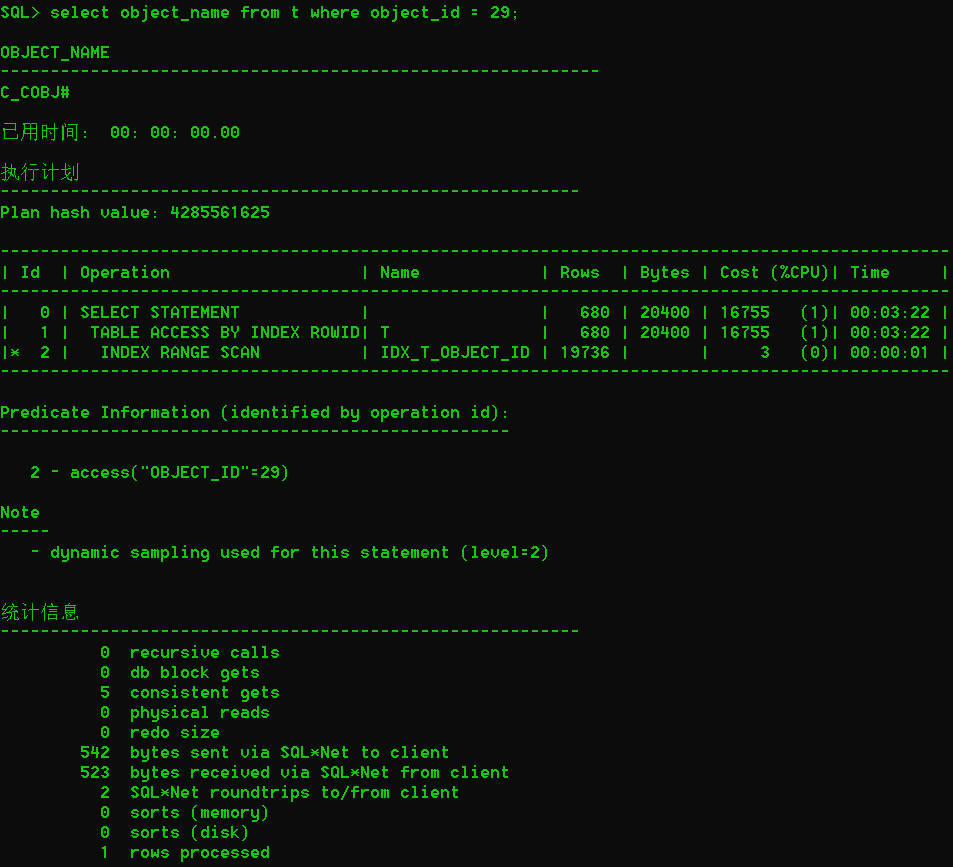 SQL> select object_name from t where object_id = 29;
OBJECT_NAME
------------------------------------------------------------
C_COBJ#
已用时间:  00: 00: 00.00
执行计划
----------------------------------------------------------
Plan hash value: 4285561625
-----------------------------------------------------------------------------------------------
| Id  | Operation                   | Name            | Rows  | Bytes | Cost (%CPU)| Time     |
-----------------------------------------------------------------------------------------------
|   0 | SELECT STATEMENT            |                 |   680 | 20400 | 16755   (1)| 00:03:22 |
|   1 |  TABLE ACCESS BY INDEX ROWID| T               |   680 | 20400 | 16755   (1)| 00:03:22 |
|*  2 |   INDEX RANGE SCAN          | IDX_T_OBJECT_ID | 19736 |       |     3   (0)| 00:00:01 |
-----------------------------------------------------------------------------------------------
Predicate Information (identified by operation id):
---------------------------------------------------
   2 - access("OBJECT_ID"=29)
Note
-----
   - dynamic sampling used for this statement (level=2)
统计信息
----------------------------------------------------------
          0  recursive calls
          0  db block gets
          5  consistent gets
          0  physical reads
          0  redo size
        542  bytes sent via SQL*Net to client
        523  bytes received via SQL*Net from client
          2  SQL*Net roundtrips to/from client
          0  sorts (memory)
          0  sorts (disk)
          1  rows processed